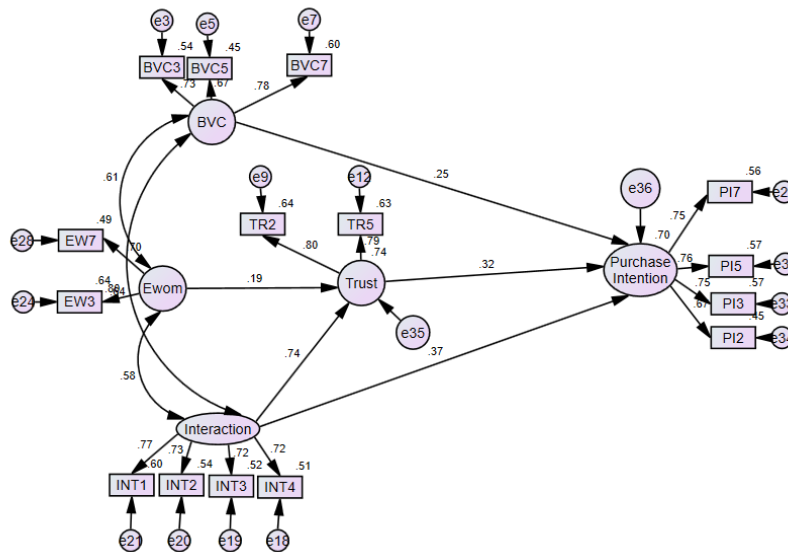 e3
e5
e7
.54
.45
.60
BVC3
BVC5
BVC7
.73
.67
.78
BVC
.61
.25
e9
e12
e36
.64
.63
.56
PI7
TR2
TR5
.49
.75
e28
EW7
.70
.80
.79
.74
.70
.57
.76
PI5
Purchase
Intention
.64
e24
EW3
Ewom
.19
Trust
.32
.75
.57
PI3
e33
.67
.45
PI2
e35
.37
.74
.58
Interaction
.77
.73
.72
.72
.60
.54
.52
.51
INT1
INT2
INT3
INT4
e21
e20
e19
e18